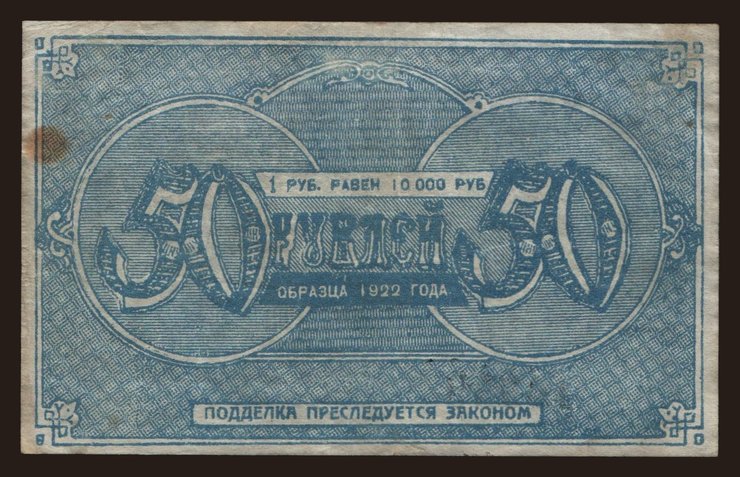 1 РУБ. РАВЕН 10 000 РУБ
50 РУБЛЕЙ 50
ОБРАЗЦА 1922 ГОДА
ПОДДЕЛКА ПРЕСЛЕДУЕТСЯ ЗАКОНОМ